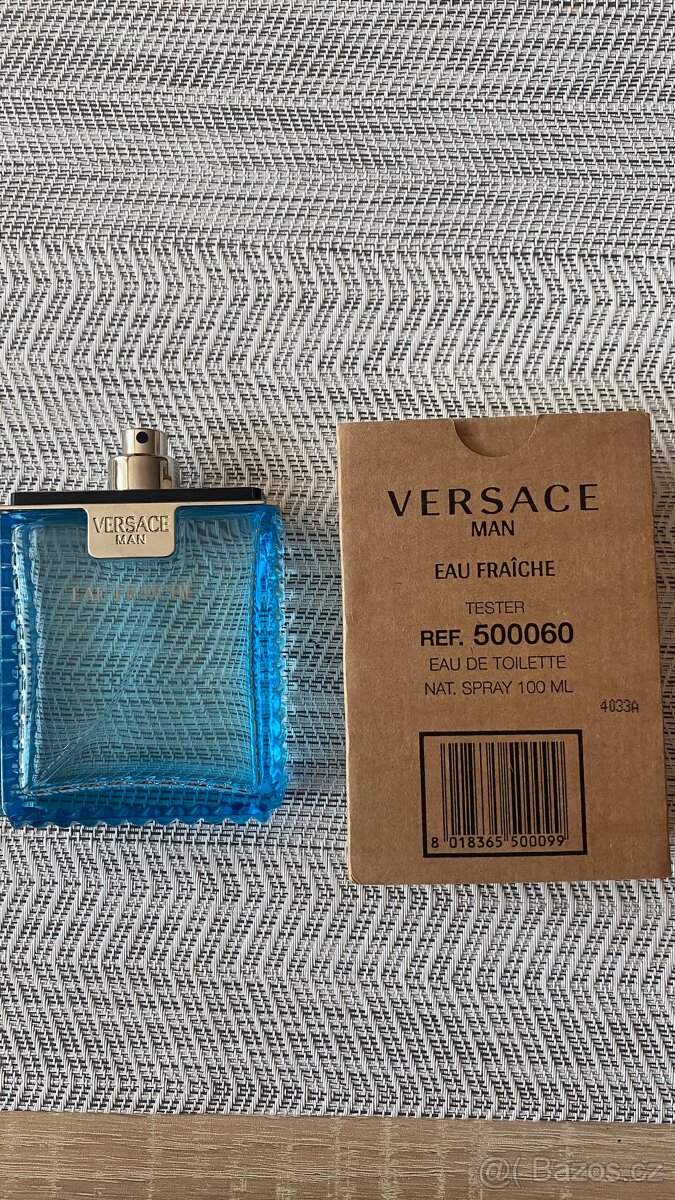 VERSACE
MAN
EAU FRAÎCHE
VERSACE
MAN
EAU FRAÎCHE
TESTER
REF. 500060
EAU DE TOILETTE
NAT. SPRAY 100 ML
4033A
8 018365 500099
Bazos.cz